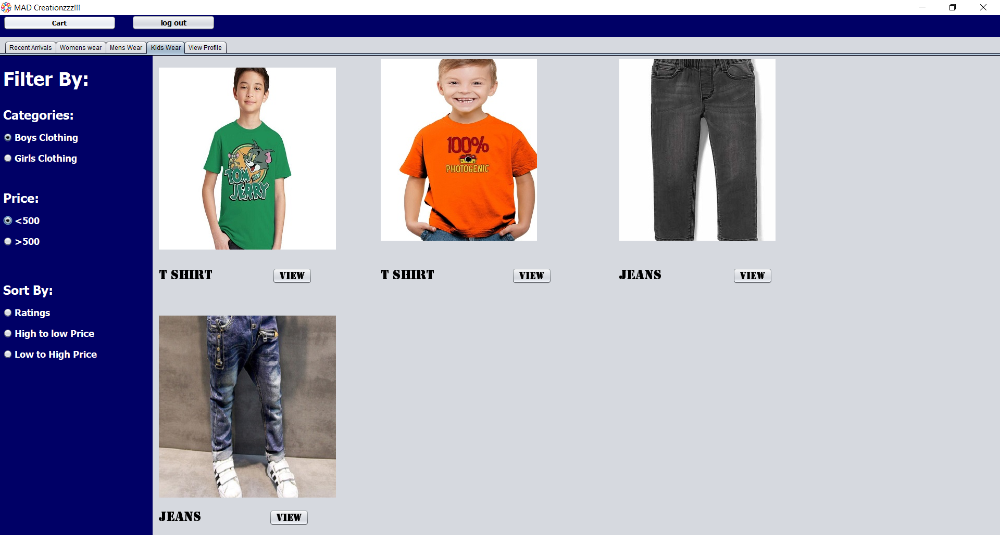 MAD Creationzzz!!!
Cart
log out
Recent Arrivals
Womens wear
Mens Wear
Kids Wear
View Profile
Filter By:
Categories:
Boys Clothing
Girls Clothing
Price:
<500
>500
Sort By:
Ratings
High to low Price
Low to High Price
TOM
and
JERRY
100%
PHOTOGENIC
T SHIRT
VIEW
T SHIRT
VIEW
JEANS
VIEW
JEANS
VIEW